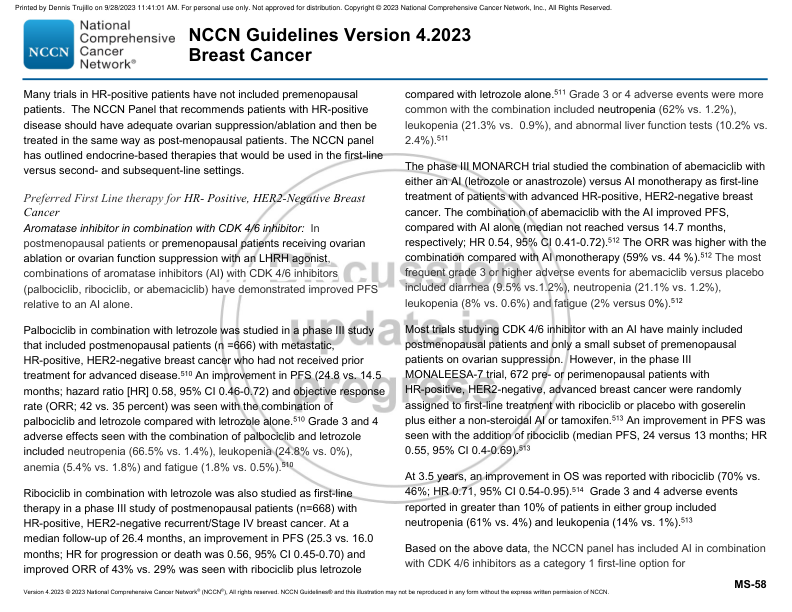 Printed by Dennis Trujillo on 9/28/2023 11:41:01 AM. For personal use only. Not approved for distribution. Copyright © 2023 National Comprehensive Cancer Network, Inc., All Rights Reserved.
NCCN
National
Comprehensive
Cancer
Network®
NCCN Guidelines Version 4.2023
Breast Cancer
Many trials in HR-positive patients have not included premenopausal
patients.  The NCCN Panel that recommends patients with HR-positive
disease should have adequate ovarian suppression/ablation and then be
treated in the same way as post-menopausal patients. The NCCN panel
has outlined endocrine-based therapies that would be used in the first-line
versus second- and subsequent-line settings.
Preferred First Line therapy for HR- Positive, HER2-Negative Breast
Cancer
Aromatase inhibitor in combination with CDK 4/6 inhibitor:  In
postmenopausal patients or premenopausal patients receiving ovarian
ablation or ovarian function suppression with an LHRH agonist,
combinations of aromatase inhibitors (AI) with CDK 4/6 inhibitors
(palbociclib, ribociclib, or abemaciclib) have demonstrated improved PFS
relative to an AI alone.
Palbociclib in combination with letrozole was studied in a phase III study
that included postmenopausal patients (n =666) with metastatic,
HR-positive, HER2-negative breast cancer who had not received prior
treatment for advanced disease.510 An improvement in PFS (24.8 vs. 14.5
months; hazard ratio [HR] 0.58, 95% CI 0.46-0.72) and objective response
rate (ORR; 42 vs. 35 percent) was seen with the combination of
palbociclib and letrozole compared with letrozole alone.510 Grade 3 and 4
adverse effects seen with the combination of palbociclib and letrozole
included neutropenia (66.5% vs. 1.4%), leukopenia (24.8% vs. 0%),
anemia (5.4% vs. 1.8%) and fatigue (1.8% vs. 0.5%).510
Ribociclib in combination with letrozole was also studied as first-line
therapy in a phase III study of postmenopausal patients (n=668) with
HR-positive, HER2-negative recurrent/Stage IV breast cancer. At a
median follow-up of 26.4 months, an improvement in PFS (25.3 vs. 16.0
months; HR for progression or death was 0.56, 95% CI 0.45-0.70) and
improved ORR of 43% vs. 29% was seen with ribociclib plus letrozole
compared with letrozole alone.511 Grade 3 or 4 adverse events were more
common with the combination included neutropenia (62% vs. 1.2%),
leukopenia (21.3% vs.  0.9%), and abnormal liver function tests (10.2% vs.
2.4%).511
The phase III MONARCH trial studied the combination of abemaciclib with
either an AI (letrozole or anastrozole) versus AI monotherapy as first-line
treatment of patients with advanced HR-positive, HER2-negative breast
cancer. The combination of abemaciclib with the AI improved PFS,
compared with AI alone (median not reached versus 14.7 months,
respectively; HR 0.54, 95% CI 0.41-0.72).512 The ORR was higher with the
combination compared with AI monotherapy (59% vs. 44 %).512 The most
frequent grade 3 or higher adverse events for abemaciclib versus placebo
included diarrhea (9.5% vs.1.2%), neutropenia (21.1% vs. 1.2%),
leukopenia (8% vs. 0.6%) and fatigue (2% versus 0%).512
Most trials studying CDK 4/6 inhibitor with an AI have mainly included
postmenopausal patients and only a small subset of premenopausal
patients on ovarian suppression.  However, in the phase III
MONALEESA-7 trial, 672 pre- or perimenopausal patients with
HR-positive, HER2-negative, advanced breast cancer were randomly
assigned to first-line treatment with ribociclib or placebo with goserelin
plus either a non-steroidal AI or tamoxifen.513 An improvement in PFS was
seen with the addition of ribociclib (median PFS, 24 versus 13 months; HR
0.55, 95% CI 0.4-0.69).513
At 3.5 years, an improvement in OS was reported with ribociclib (70% vs.
46%; HR 0.71, 95% CI 0.54-0.95).514  Grade 3 and 4 adverse events
reported in greater than 10% of patients in either group included
neutropenia (61% vs. 4%) and leukopenia (14% vs. 1%).513
Based on the above data, the NCCN panel has included AI in combination
with CDK 4/6 inhibitors as a category 1 first-line option for
Discussion
update in
progress
MS-58
Version 4.2023 © 2023 National Comprehensive Cancer Network® (NCCN®), All rights reserved. NCCN Guidelines® and this illustration may not be reproduced in any form without the express written permission of NCCN.